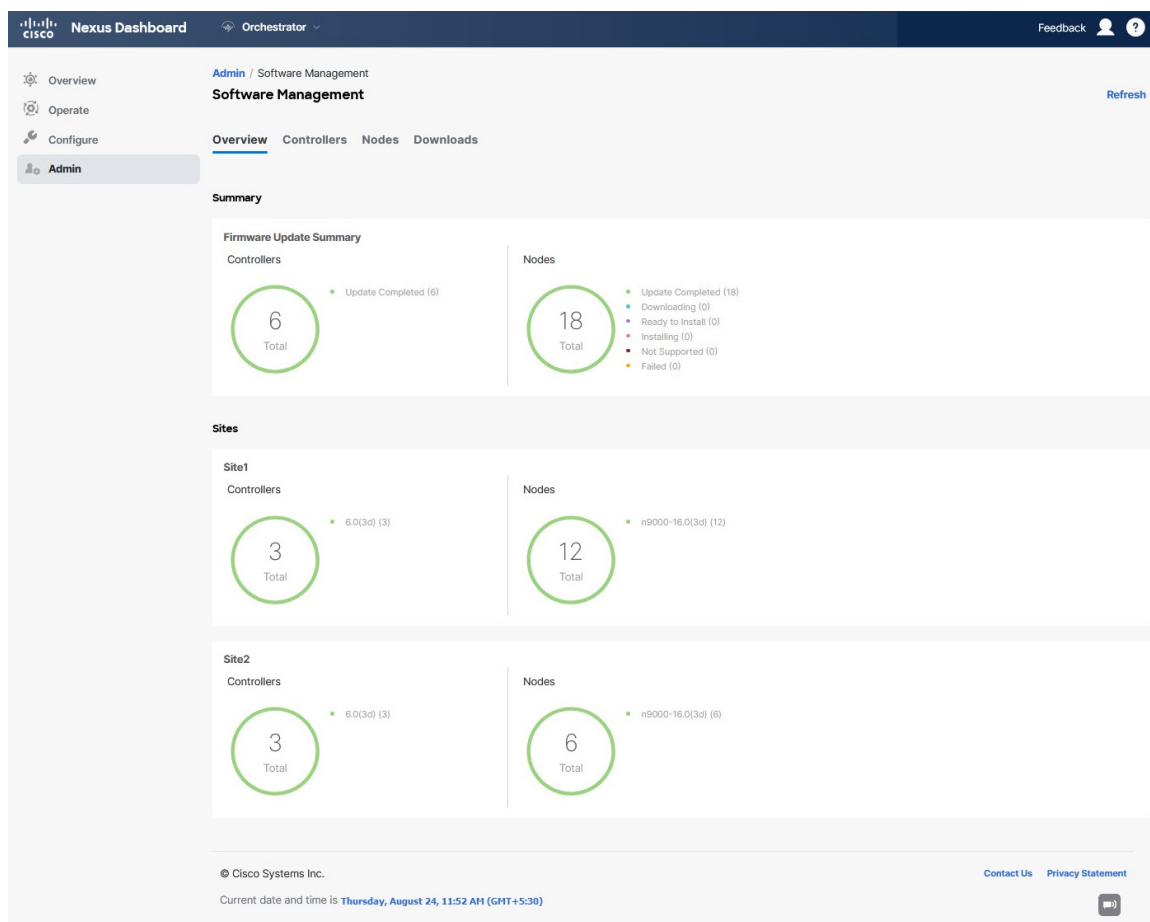 cisco Nexus Dashboard Orchestrator Feedback ?
Overview
Operate
Configure
Admin
Admin / Software Management
Software Management
Refresh
Overview Controllers Nodes Downloads
Summary
Firmware Update Summary
Controllers
6
Total
Update Completed (6)
Nodes
18
Total
Update Completed (18)
Downloading (0)
Ready to Install (0)
Installing (0)
Not Supported (0)
Failed (0)
Sites
Site1
Controllers
3
Total
6.0(3d) (3)
Nodes
12
Total
n9000-16.0(3d) (12)
Site2
Controllers
3
Total
6.0(3d) (3)
Nodes
6
Total
n9000-16.0(3d) (6)
© Cisco Systems Inc.
Contact Us Privacy Statement
Current date and time is Thursday, August 24, 11:52 AM (GMT+5:30)